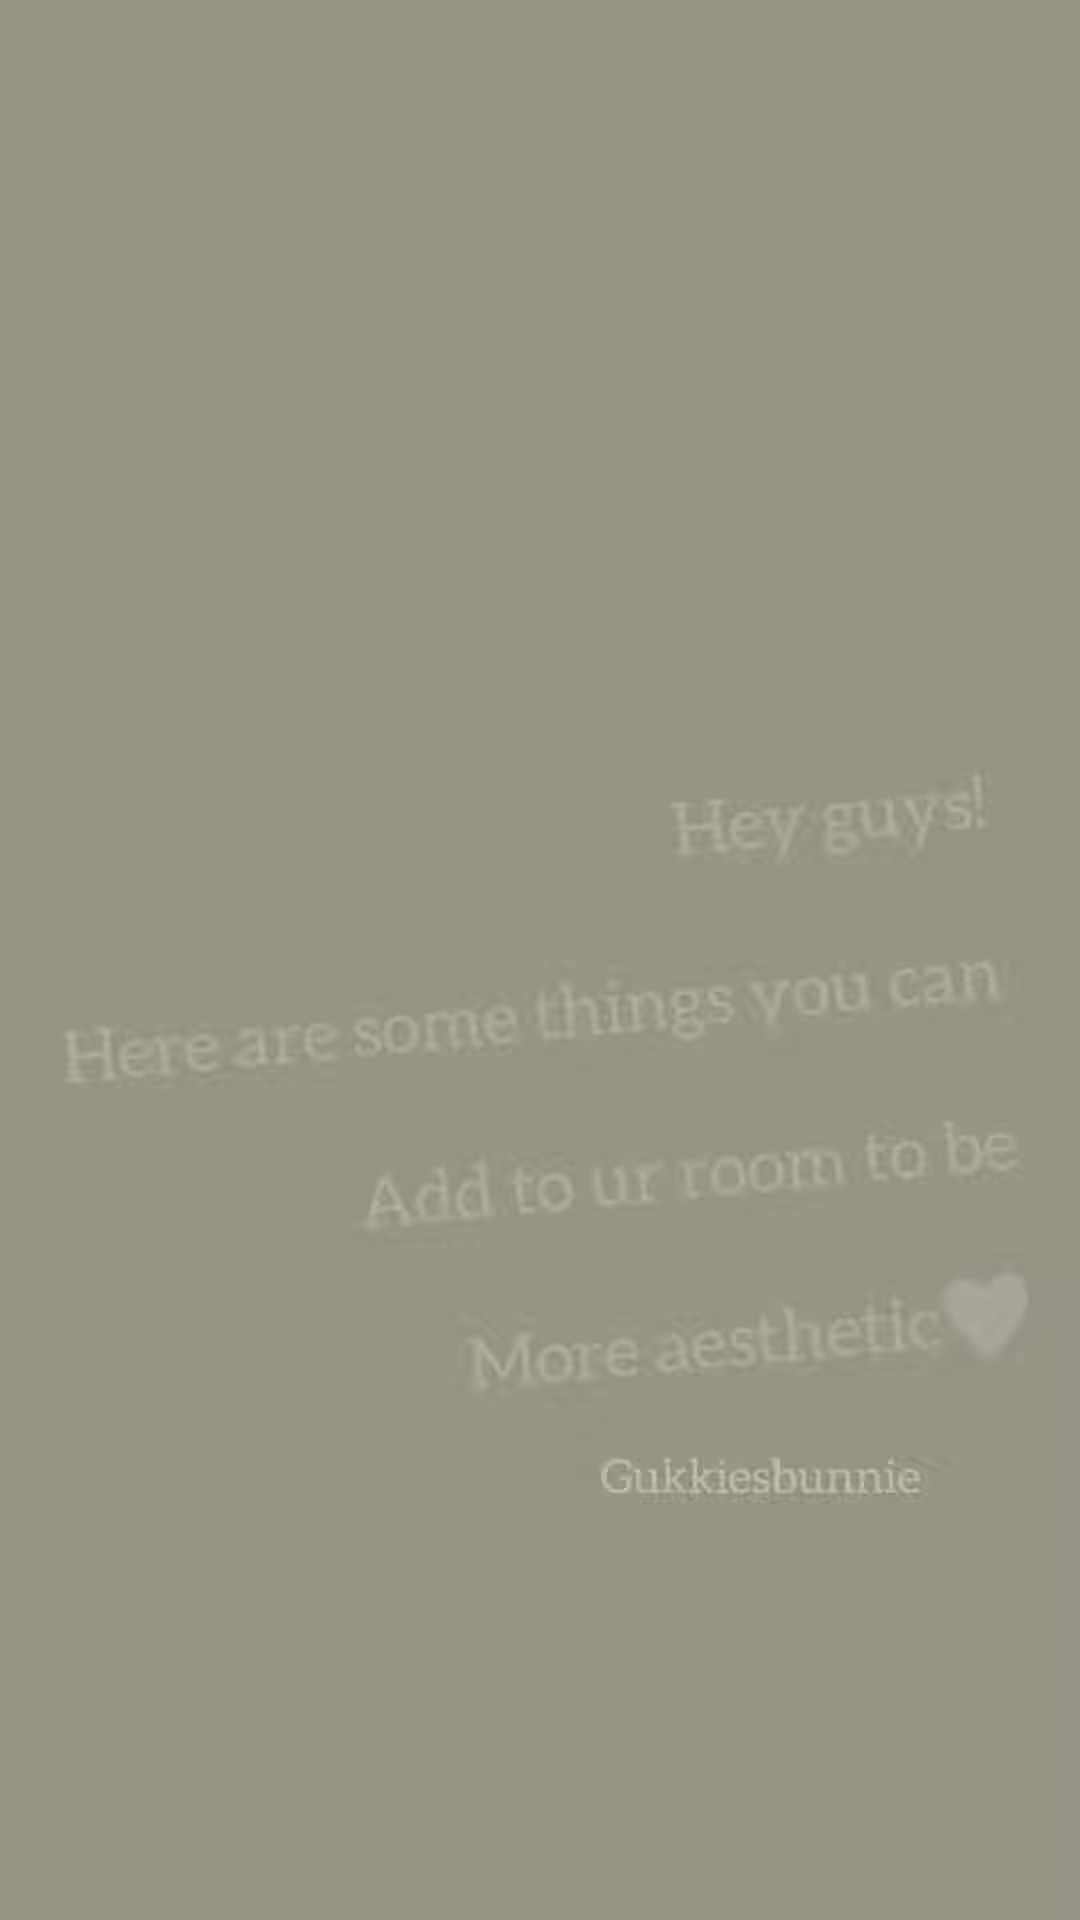 Hey guys!
Here are some things you can
Add to ur room to be
More aesthetic🤍
Gukkiesbunnie